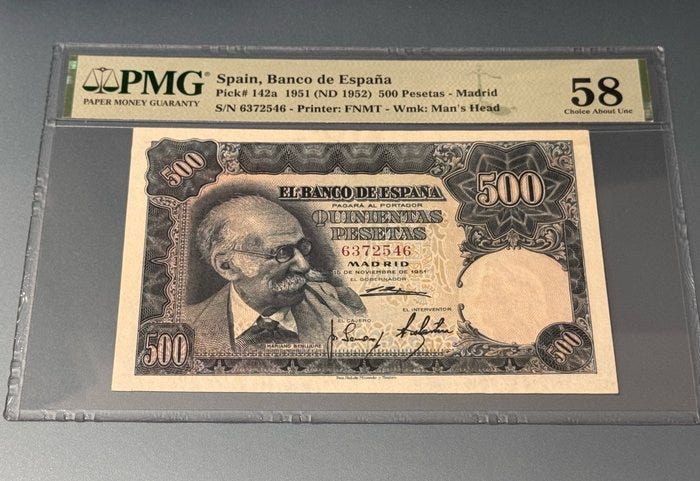 PMG
PAPER MONEY GUARANTY
Spain, Banco de España
Pick# 142a 1951 (ND 1952) 500 Pesetas - Madrid
S/N 6372546 - Printer: FNMT - Wmk: Man's Head
58
Choice About Unc
500
500
EL BANCO DE ESPAÑA
PAGARÁ AL PORTADOR
QUINIENTAS
PESETAS
6372546
MADRID
15 DE NOVIEMBRE DE 1951
EL GOBERNADOR
EL INTERVENTOR
EL CAJERO
MARIANO BENLLIURE
500
500